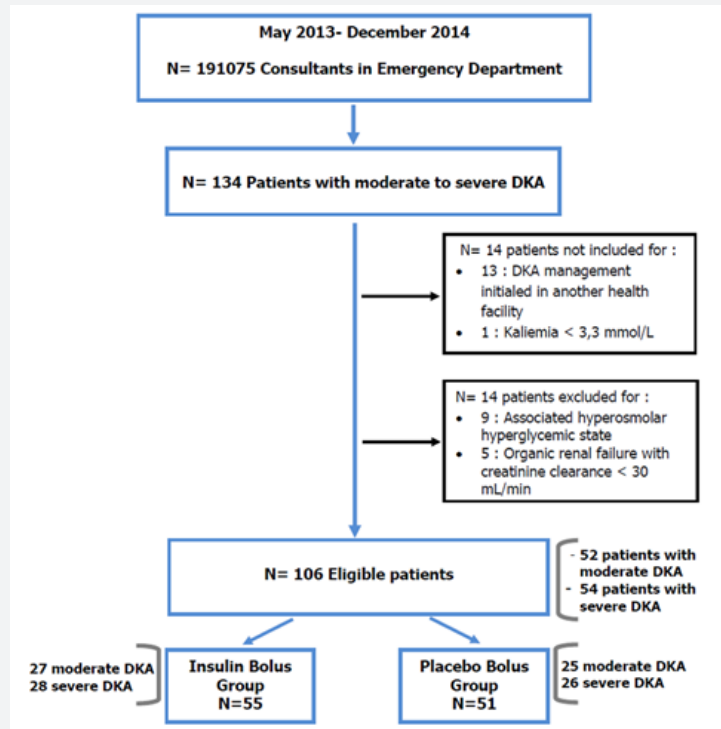 May 2013- December 2014
N= 191075 Consultants in Emergency Department
N= 134 Patients with moderate to severe DKA
N= 14 patients not included for :
• 13 : DKA management
initialed in another health
facility
• 1 : Kaliemia < 3,3 mmol/L
N= 14 patients excluded for :
• 9 : Associated hyperosmolar
hyperglycemic state
• 5 : Organic renal failure with
creatinine clearance < 30
mL/min
N= 106 Eligible patients
- 52 patients with
moderate DKA
- 54 patients with
severe DKA
27 moderate DKA
28 severe DKA
Insulin Bolus
Group
N=55
Placebo Bolus
Group
N=51
25 moderate DKA
26 severe DKA